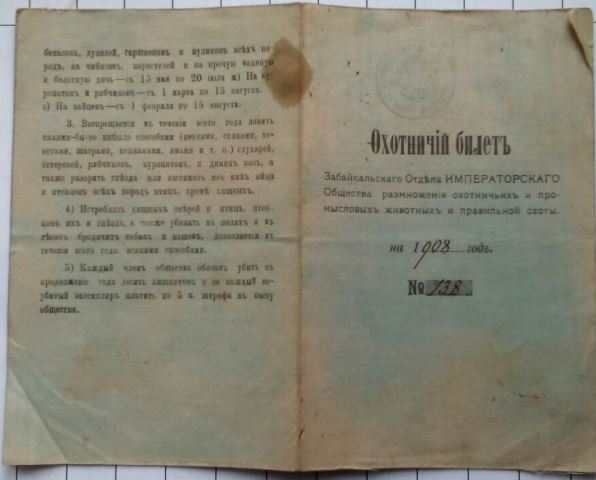 бекасовъ, дупелей, гаршнеповъ и куликовъ всѣхъ по-
родъ, на чибисовъ, коростелей и на прочую водяную
и болотную дичь—съ 15 мая по 20 іюля ж) На ку-
ропатокъ и рябчиковъ—съ 1 марта по 15 августа.
з) На зайцевъ—съ 1 февраля по 15 августа.
3. Воспрещается въ теченіи всего года ловить
какими-бы-то нибыло способами (петлями, силками, те-
нетами, шатрами, капканами, ямами и т. п.) глухарей,
тетеревей, рябчиковъ, куропатокъ, и дикихъ козъ, а
также разорять гнѣзда или вынимать изъ нихъ яйца
и птенцовъ всѣхъ породъ птицъ, кромѣ хищныхъ.
4) Истреблять хищныхъ звѣрей и птицъ, птен-
цовъ ихъ и гнѣзда, а также убивать на поляхъ и въ
лѣсахъ бродячихъ собакъ и кошекъ, дозволяется въ
теченіи всего года. всякими способами.
5) Каждый членъ общества обязанъ убить въ
продолженіе года десять хищниковъ и за каждый не-
убитый экземпляръ платить по 5 к. штрафа въ кассу
общества.
Охотничій билетъ
Забайкальскаго Отдѣла ИМПЕРАТОРСКАГО
Общества размноженія охотничьихъ и про-
мысловыхъ животныхъ и правильной охоты.
на 1908 годъ.
№ 138